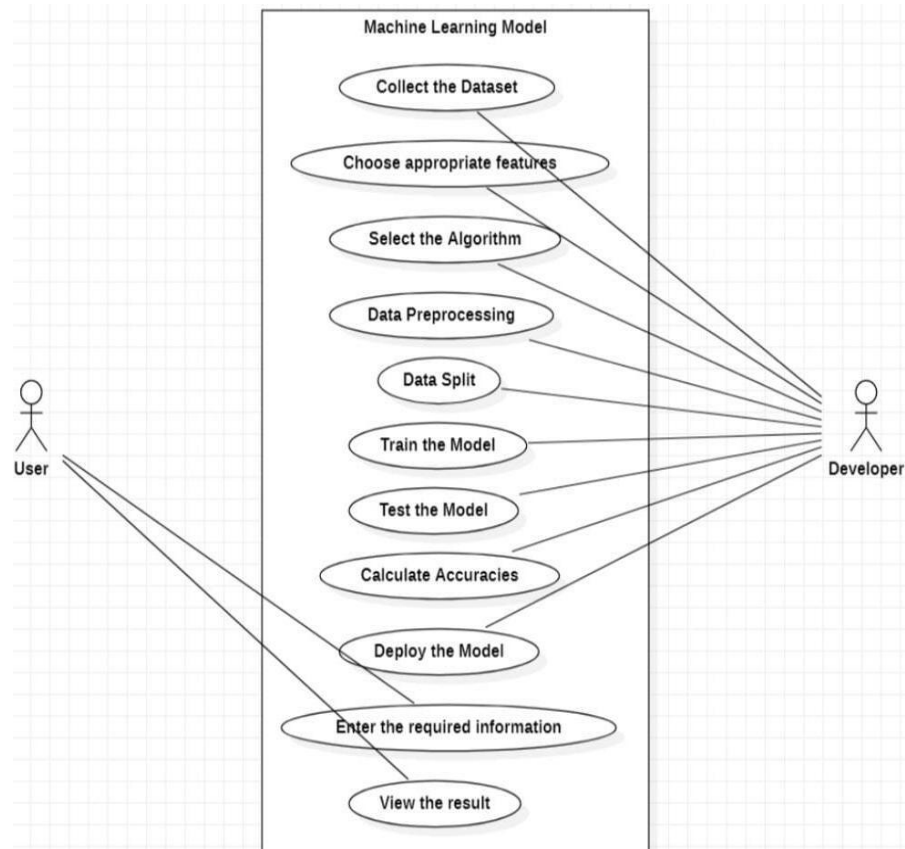 Machine Learning Model
Collect the Dataset
Choose appropriate features
Select the Algorithm
Data Preprocessing
Data Split
Train the Model
User
Developer
Test the Model
Calculate Accuracies
Deploy the Model
Enter the required information
View the result